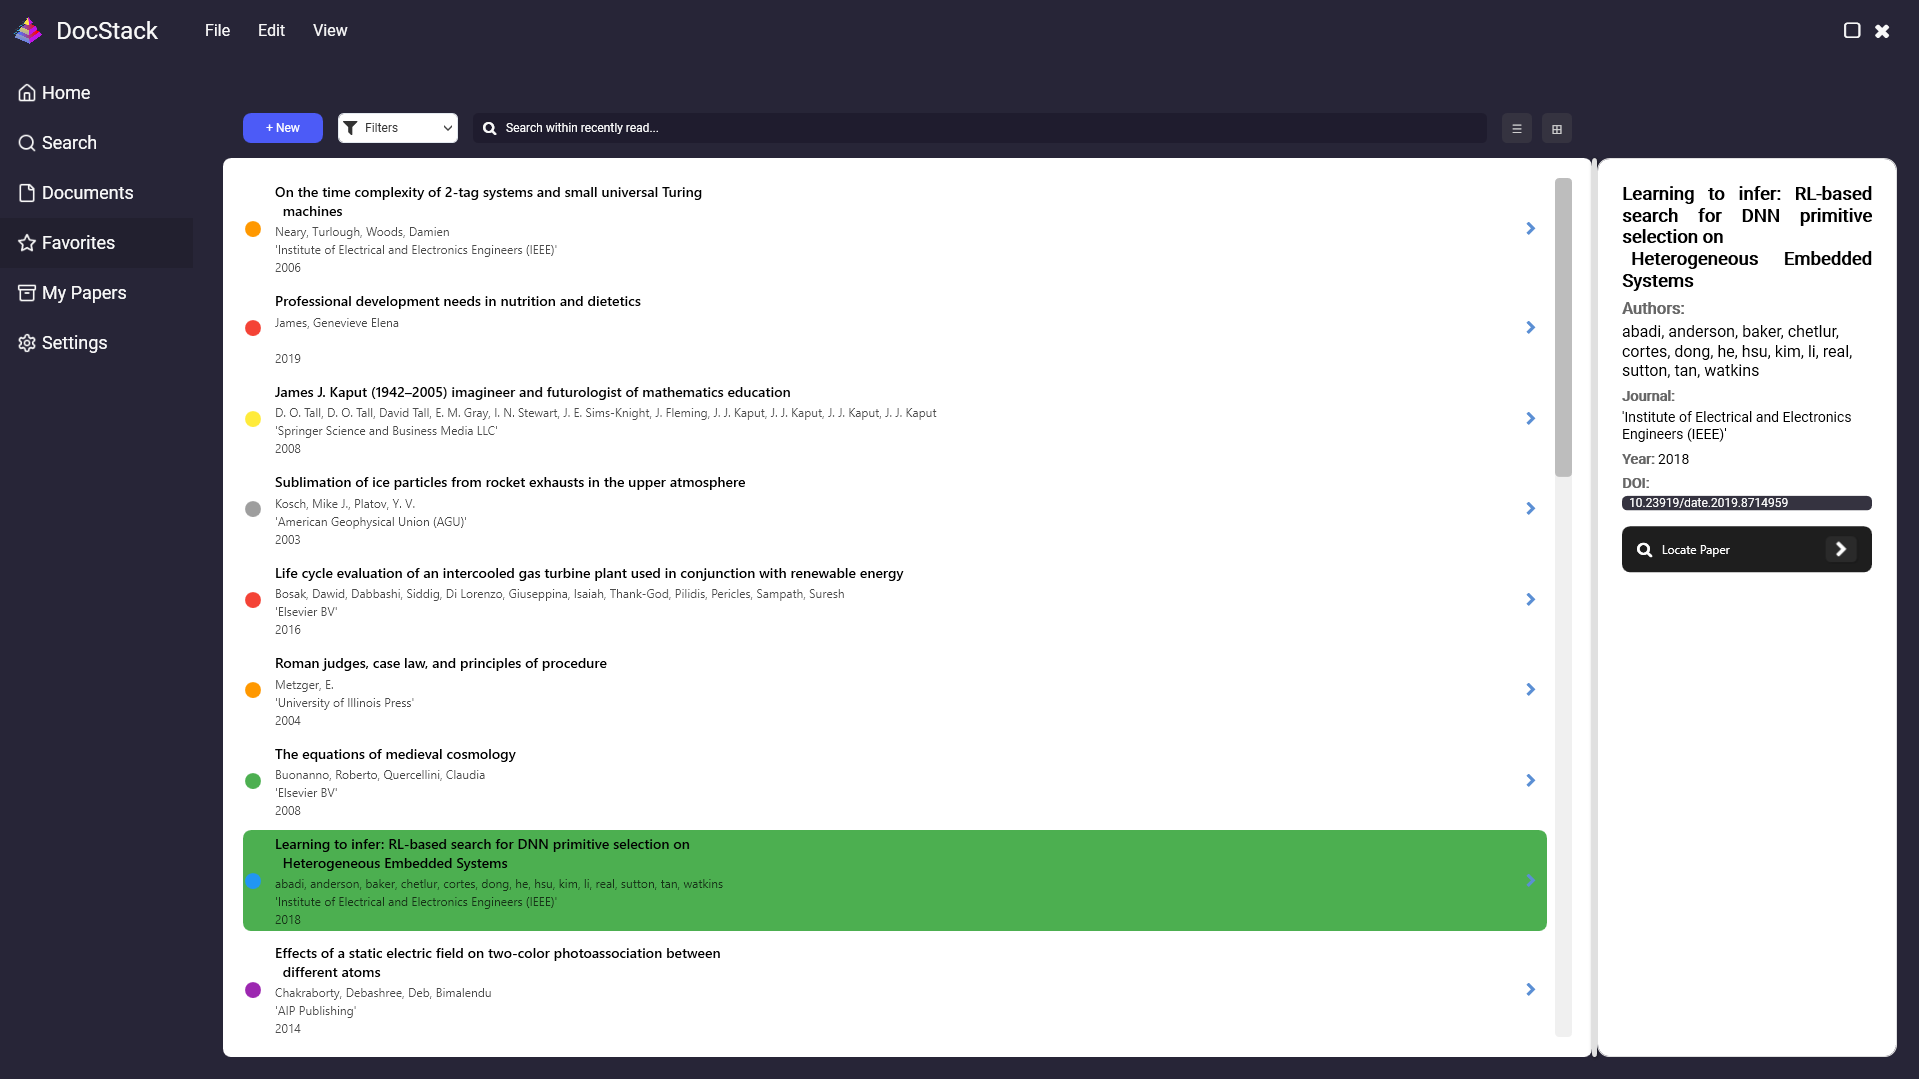 DocStack
File
Edit
View
Home
Search
Documents
Favorites
My Papers
Settings
+ New
Filters
Search within recently read...
On the time complexity of 2-tag systems and small universal Turing
machines
Neary, Turlough, Woods, Damien
'Institute of Electrical and Electronics Engineers (IEEE)'
2006
Professional development needs in nutrition and dietetics
James, Genevieve Elena
2019
James J. Kaput (1942–2005) imagineer and futurologist of mathematics education
D. O. Tall, D. O. Tall, David Tall, E. M. Gray, I. N. Stewart, J. E. Sims-Knight, J. Fleming, J. J. Kaput, J. J. Kaput, J. J. Kaput, J. J. Kaput
'Springer Science and Business Media LLC'
2008
Sublimation of ice particles from rocket exhausts in the upper atmosphere
Kosch, Mike J., Platov, Y. V.
'American Geophysical Union (AGU)'
2003
Life cycle evaluation of an intercooled gas turbine plant used in conjunction with renewable energy
Bosak, Dawid, Dabbashi, Siddig, Di Lorenzo, Giuseppina, Isaiah, Thank-God, Pilidis, Pericles, Sampath, Suresh
'Elsevier BV'
2016
Roman judges, case law, and principles of procedure
Metzger, E.
'University of Illinois Press'
2004
The equations of medieval cosmology
Buonanno, Roberto, Quercellini, Claudia
'Elsevier BV'
2008
Learning to infer: RL-based search for DNN primitive selection on
Heterogeneous Embedded Systems
abadi, anderson, baker, chetlur, cortes, dong, he, hsu, kim, li, real, sutton, tan, watkins
'Institute of Electrical and Electronics Engineers (IEEE)'
2018
Effects of a static electric field on two-color photoassociation between
different atoms
Chakraborty, Debashree, Deb, Bimalendu
'AIP Publishing'
2014
Learning to infer: RL-based
search for DNN primitive
selection on
Heterogeneous Embedded
Systems
Authors:
abadi, anderson, baker, chetlur,
cortes, dong, he, hsu, kim, li, real,
sutton, tan, watkins
Journal:
'Institute of Electrical and Electronics
Engineers (IEEE)'
Year: 2018
DOI:
10.23919/date.2019.8714959
Locate Paper